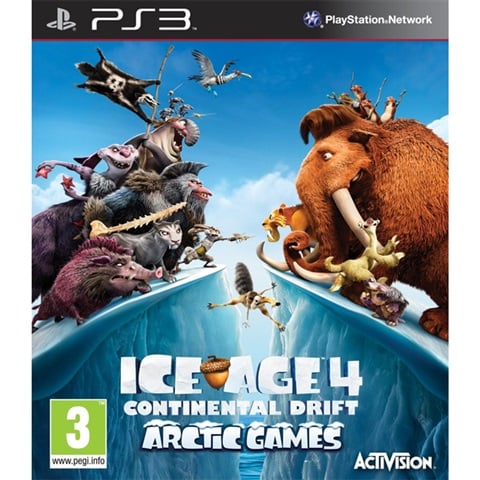 PS3
PlayStation®Network
ICE AGE 4
CONTINENTAL DRIFT
ARCTIC GAMES
3
www.pegi.info
ACTIVISION®